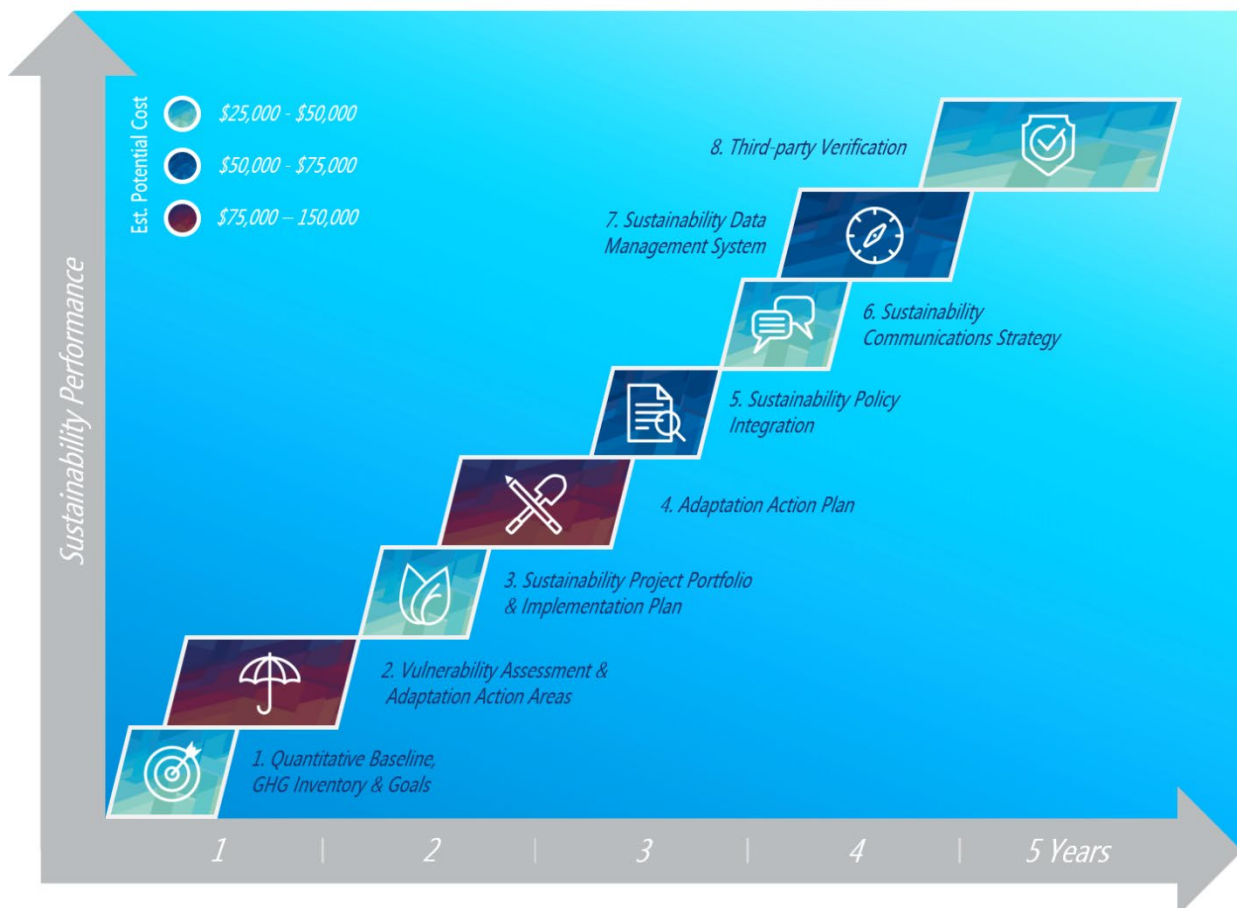 Sustainability Performance
Est. Potential Cost
$25,000 - $50,000
$50,000 - $75,000
$75,000 – 150,000
8. Third-party Verification
7. Sustainability Data
Management System
6. Sustainability
Communications Strategy
5. Sustainability Policy
Integration
4. Adaptation Action Plan
3. Sustainability Project Portfolio
& Implementation Plan
2. Vulnerability Assessment &
Adaptation Action Areas
1. Quantitative Baseline,
GHG Inventory & Goals
1 | 2 | 3 | 4 | 5 Years